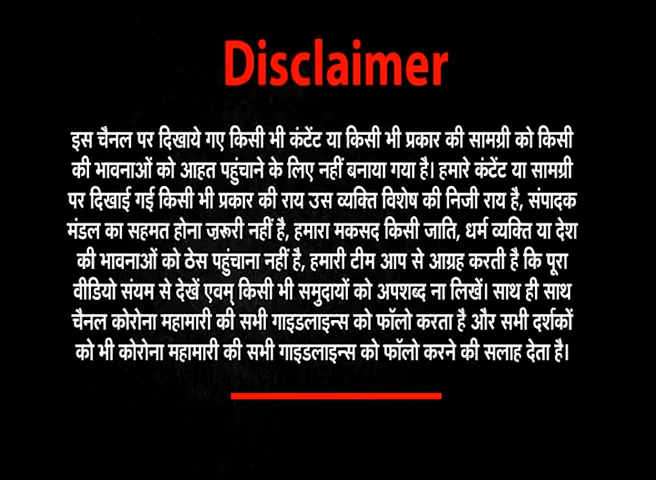 Disclaimer
इस चैनल पर दिखाये गए किसी भी कंटेंट या किसी भी प्रकार की सामग्री को किसी
की भावनाओं को आहत पहुंचाने के लिए नहीं बनाया गया है। हमारे कंटेंट या सामग्री
पर दिखाई गई किसी भी प्रकार की राय उस व्यक्ति विशेष की निजी राय है, संपादक
मंडल का सहमत होना ज़रूरी नहीं है, हमारा मकसद किसी जाति, धर्म व्यक्ति या देश
की भावनाओं को ठेस पहुंचाना नहीं है, हमारी टीम आप से आग्रह करती है कि पूरा
वीडियो संयम से देखें एवम् किसी भी समुदायों को अपशब्द ना लिखें। साथ ही साथ
चैनल कोरोना महामारी की सभी गाइडलाइन्स को फॉलो करता है और सभी दर्शकों
को भी कोरोना महामारी की सभी गाइडलाइन्स को फॉलो करने की सलाह देता है।